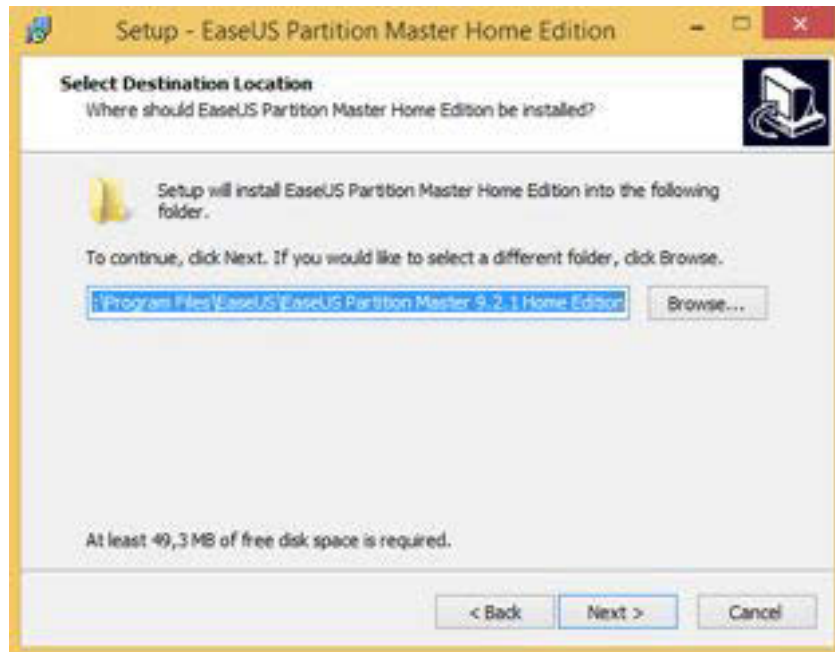 Setup - EaseUS Partition Master Home Edition
Select Destination Location
Where should EaseUS Partition Master Home Edition be installed?
Setup will install EaseUS Partition Master Home Edition into the following
folder.
To continue, click Next. If you would like to select a different folder, click Browse.
:\Program Files\EaseUS\EaseUS Partition Master 9.2.1 Home Edition
Browse...
At least 49,3 MB of free disk space is required.
< Back
Next >
Cancel